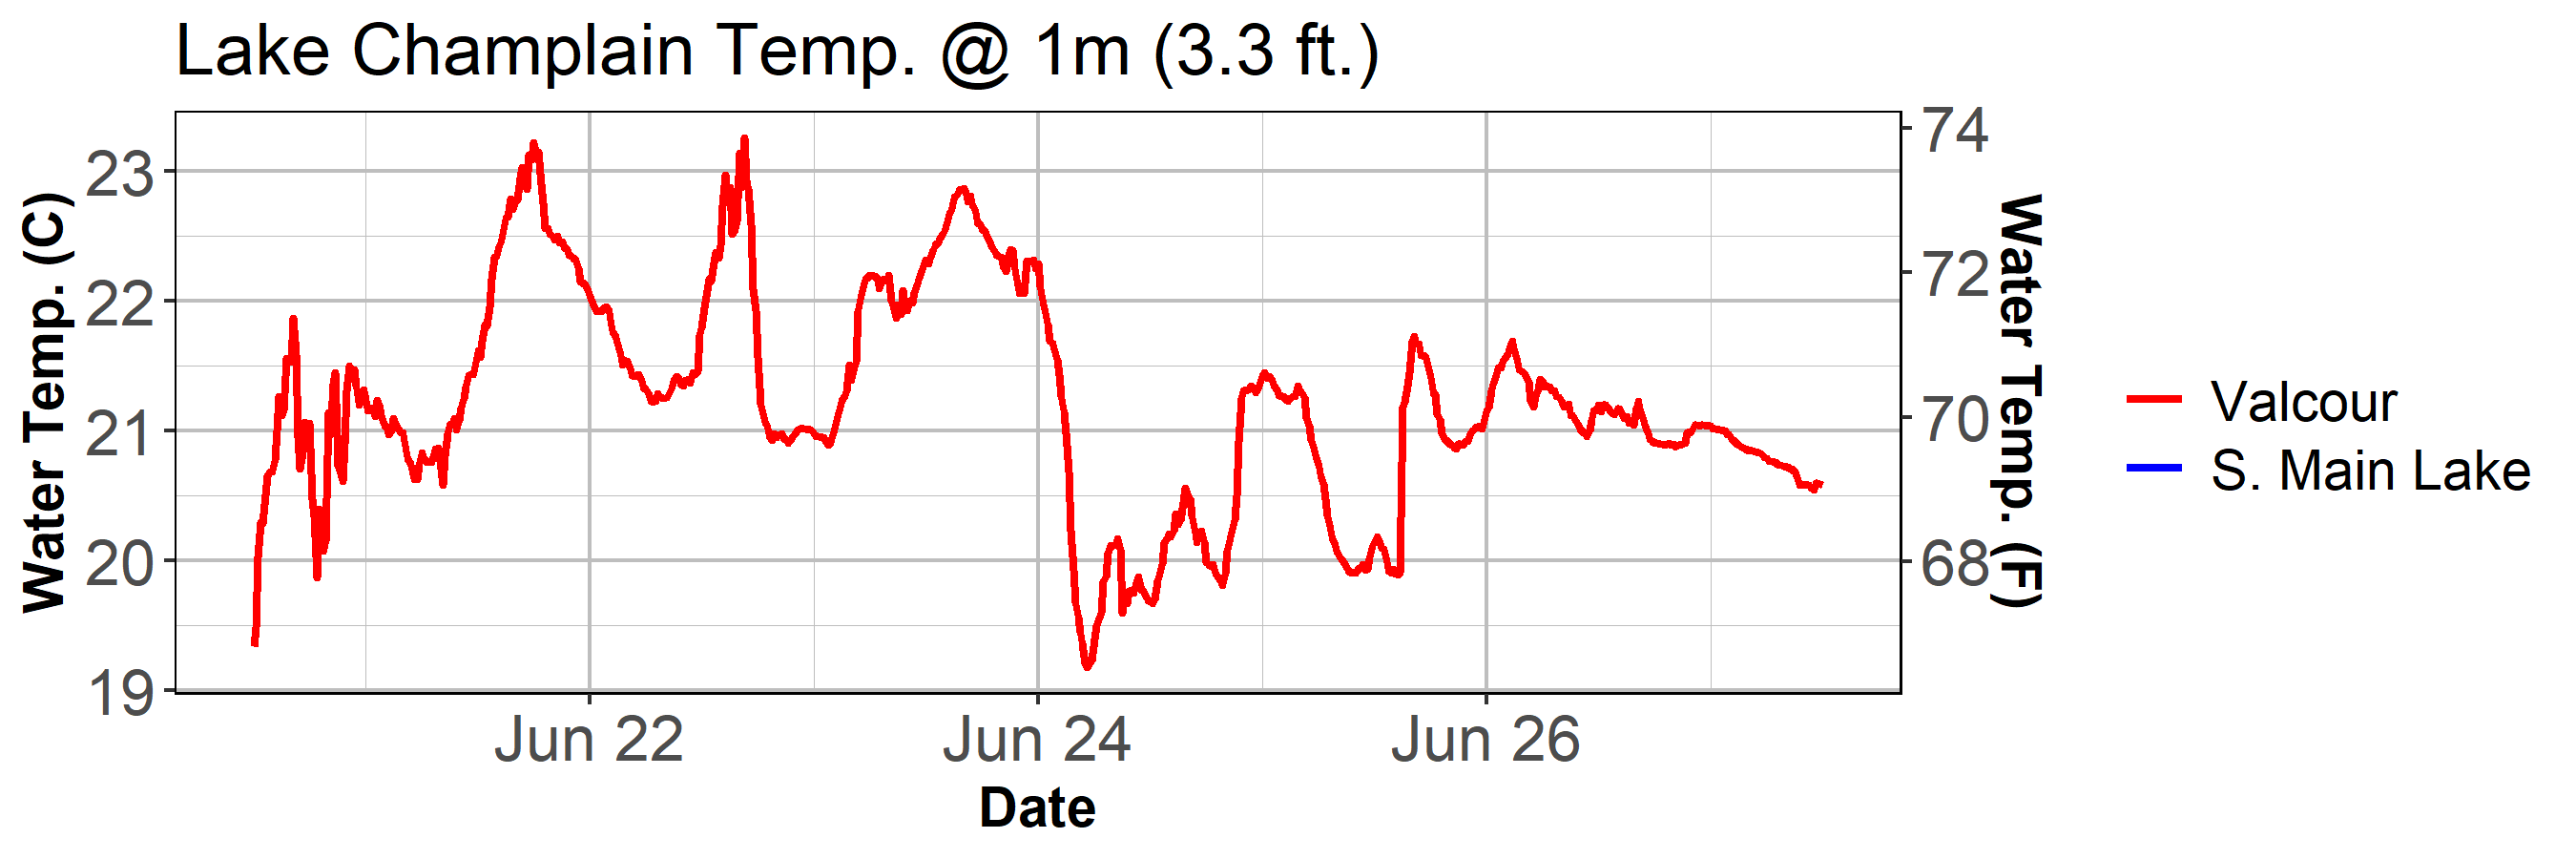 Lake Champlain Temp. @ 1m (3.3 ft.)
Water Temp. (C)
23
22
21
20
19
Jun 22
Jun 24
Jun 26
Date
74
72
70
68
Water Temp. (F)
Valcour
S. Main Lake